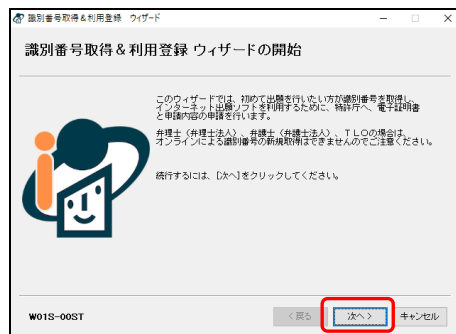 識別番号取得＆利用登録 ウィザード
識別番号取得＆利用登録 ウィザードの開始
このウィザードでは、初めて出願を行いたい方が識別番号を取得し、
インターネット出願ソフトを利用するために、特許庁へ、電子証明書
と申請内容の申請を行います。
弁理士（弁理士法人）、弁護士（弁護士法人）、ＴＬＯの場合は、
オンラインによる識別番号の新規取得はできませんのでご注意ください。
続行するには、［次へ］をクリックしてください。
W01S-00ST
＜戻る
次へ＞
キャンセル